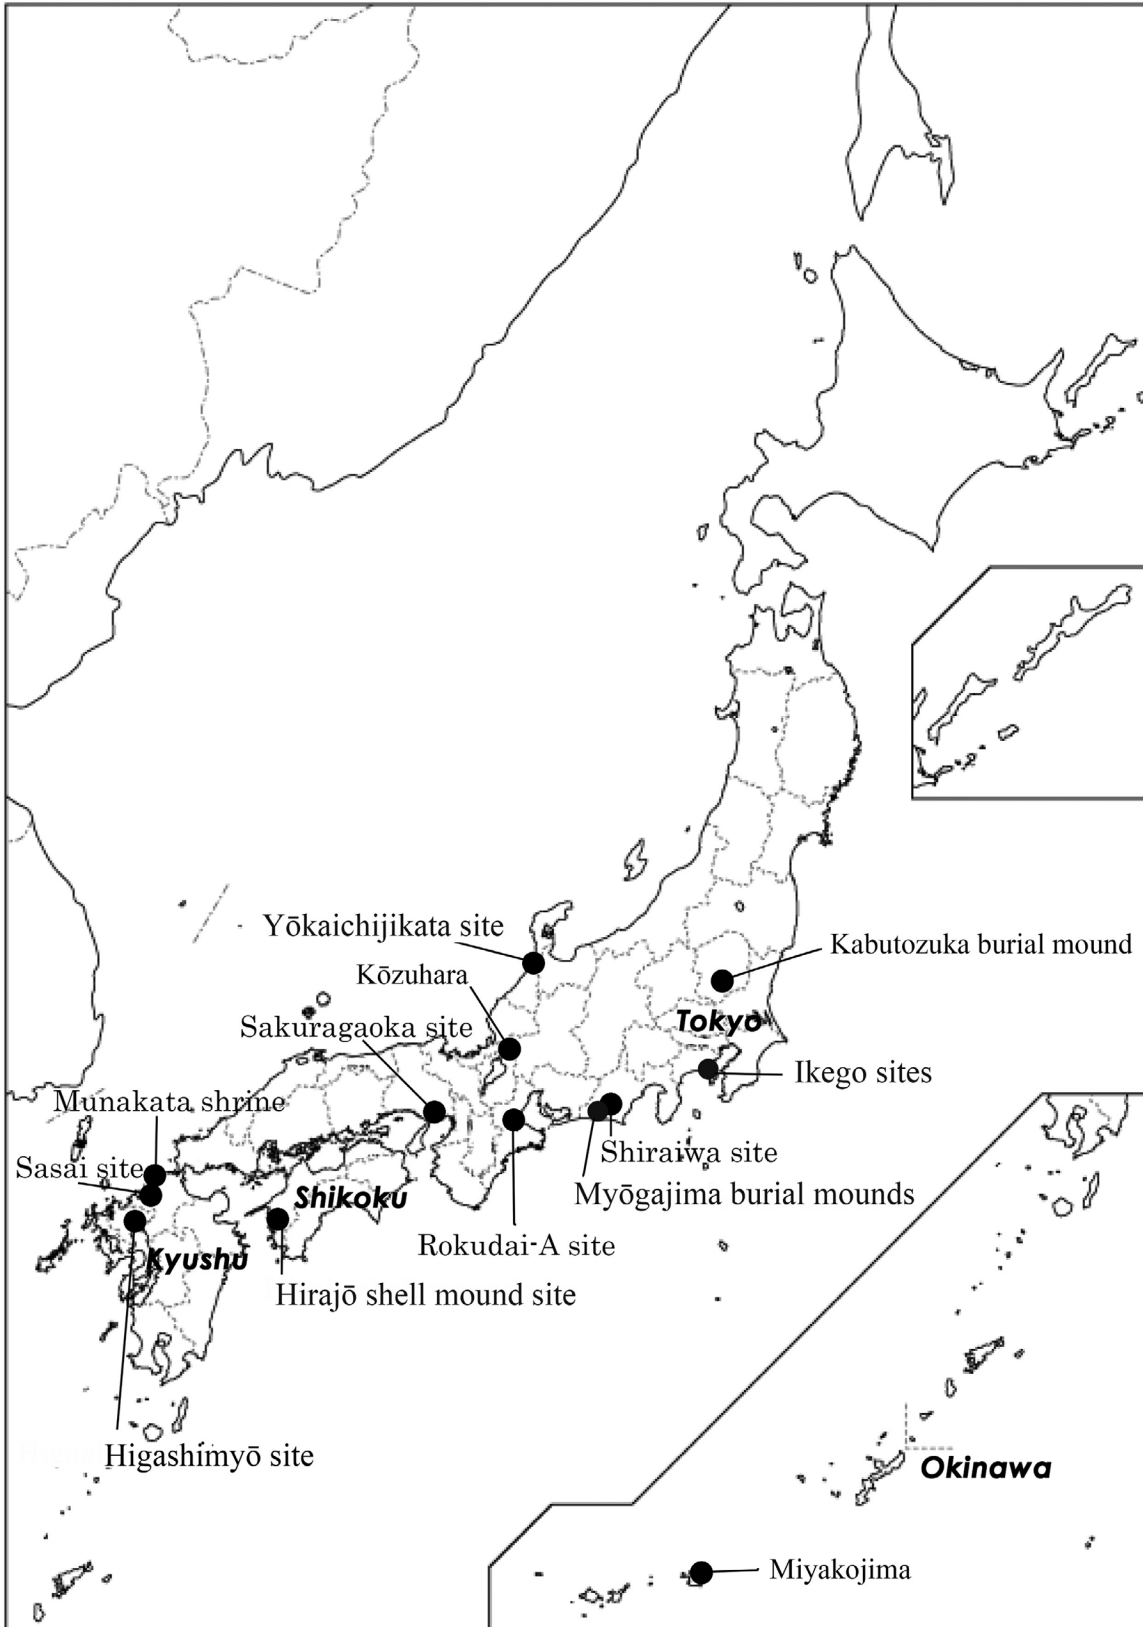 Yōkaichijikata site
Kabutozuka burial mound
Kōzuhara
Sakuragaoka site
Tokyo
Ikego sites
Munakata shrine
Shiraiwa site
Sasai site
Myōgajima burial mounds
Shikoku
Rokudai-A site
Kyushu
Hirajō shell mound site
Higashimyō site
Okinawa
Miyakojima